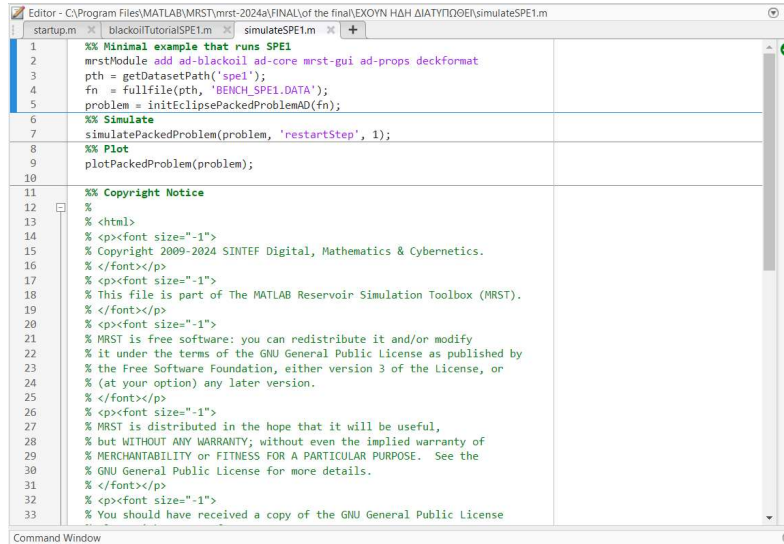 Editor - C:\Program Files\MATLAB\MRST\mrst-2024a\FINAL\of the final\ΕΧΟΥΝ ΗΔΗ ΔΙΑΤΥΠΩΘΕΙ\simulateSPE1.m
startup.m × blackoilTutorialSPE1.m × simulateSPE1.m × +
1 %% Minimal example that runs SPE1
2 mrstModule add ad-blackoil ad-core mrst-gui ad-props deckformat
3 pth = getDatasetPath('spe1');
4 fn = fullfile(pth, 'BENCH_SPE1.DATA');
5 problem = initEclipsePackedProblemAD(fn);
6 %% Simulate
7 simulatePackedProblem(problem, 'restartStep', 1);
8 %% Plot
9 plotPackedProblem(problem);
10
11 %% Copyright Notice
12 %
13 % <html>
14 % <p><font size="-1">
15 % Copyright 2009-2024 SINTEF Digital, Mathematics & Cybernetics.
16 % </font></p>
17 % <p><font size="-1">
18 % This file is part of The MATLAB Reservoir Simulation Toolbox (MRST).
19 % </font></p>
20 % <p><font size="-1">
21 % MRST is free software: you can redistribute it and/or modify
22 % it under the terms of the GNU General Public License as published by
23 % the Free Software Foundation, either version 3 of the License, or
24 % (at your option) any later version.
25 % </font></p>
26 % <p><font size="-1">
27 % MRST is distributed in the hope that it will be useful,
28 % but WITHOUT ANY WARRANTY; without even the implied warranty of
29 % MERCHANTABILITY or FITNESS FOR A PARTICULAR PURPOSE. See the
30 % GNU General Public License for more details.
31 % </font></p>
32 % <p><font size="-1">
33 % You should have received a copy of the GNU General Public License
Command Window